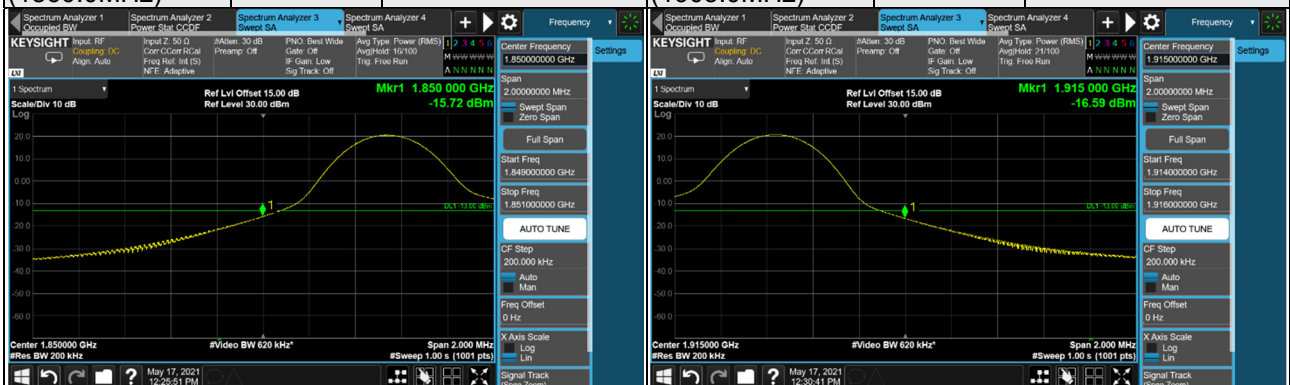 Spectrum Analyzer 1
Occupied BW
Spectrum Analyzer 2
Power Stat CCDF
Spectrum Analyzer 3
Swept SA
Spectrum Analyzer 4
Swept SA
+
Frequency
KEYSIGHT
Input: RF
Coupling: DC
Align: Auto
Input Z: 50 Ω
Corr CCorr RCal
Freq Ref: Int (S)
NFE: Adaptive
#Atten: 30 dB
Preamp: Off
PNO: Best Wide
Gate: Off
IF Gain: Low
Sig Track: Off
Avg Type: Power (RMS)
Avg|Hold: 16/100
Trig: Free Run
1 2 3 4 5 6
M W W W W W
A N N N N N
LXI
1 Spectrum
Scale/Div 10 dB
Log
Ref Lvl Offset 15.00 dB
Ref Level 30.00 dBm
Mkr1 1.850 000 GHz
-15.72 dBm
20.0
10.0
0.00
-10.0
-20.0
-30.0
-40.0
-50.0
-60.0
1
DL1 -13.00 dBm
Center 1.850000 GHz
#Res BW 200 kHz
#Video BW 620 kHz*
Span 2.000 MHz
#Sweep 1.00 s (1001 pts)
Center Frequency
1.850000000 GHz
Settings
Span
2.00000000 MHz
Swept Span
Zero Span
Full Span
Start Freq
1.849000000 GHz
Stop Freq
1.851000000 GHz
AUTO TUNE
CF Step
200.000 kHz
Auto
Man
Freq Offset
0 Hz
X Axis Scale
Log
Lin
Signal Track
(Span Zoom)
?
May 17, 2021
12:25:51 PM
Spectrum Analyzer 1
Occupied BW
Spectrum Analyzer 2
Power Stat CCDF
Spectrum Analyzer 3
Swept SA
Spectrum Analyzer 4
Swept SA
+
Frequency
KEYSIGHT
Input: RF
Coupling: DC
Align: Auto
Input Z: 50 Ω
Corr CCorr RCal
Freq Ref: Int (S)
NFE: Adaptive
#Atten: 30 dB
Preamp: Off
PNO: Best Wide
Gate: Off
IF Gain: Low
Sig Track: Off
Avg Type: Power (RMS)
Avg|Hold: 21/100
Trig: Free Run
1 2 3 4 5 6
M W W W W W
A N N N N N
LXI
1 Spectrum
Scale/Div 10 dB
Log
Ref Lvl Offset 15.00 dB
Ref Level 30.00 dBm
Mkr1 1.915 000 GHz
-16.59 dBm
20.0
10.0
0.00
-10.0
-20.0
-30.0
-40.0
-50.0
-60.0
1
DL1 -13.00 dBm
Center 1.915000 GHz
#Res BW 200 kHz
#Video BW 620 kHz*
Span 2.000 MHz
#Sweep 1.00 s (1001 pts)
Center Frequency
1.915000000 GHz
Settings
Span
2.00000000 MHz
Swept Span
Zero Span
Full Span
Start Freq
1.914000000 GHz
Stop Freq
1.916000000 GHz
AUTO TUNE
CF Step
200.000 kHz
Auto
Man
Freq Offset
0 Hz
X Axis Scale
Log
Lin
Signal Track
(Span Zoom)
?
May 17, 2021
12:30:41 PM